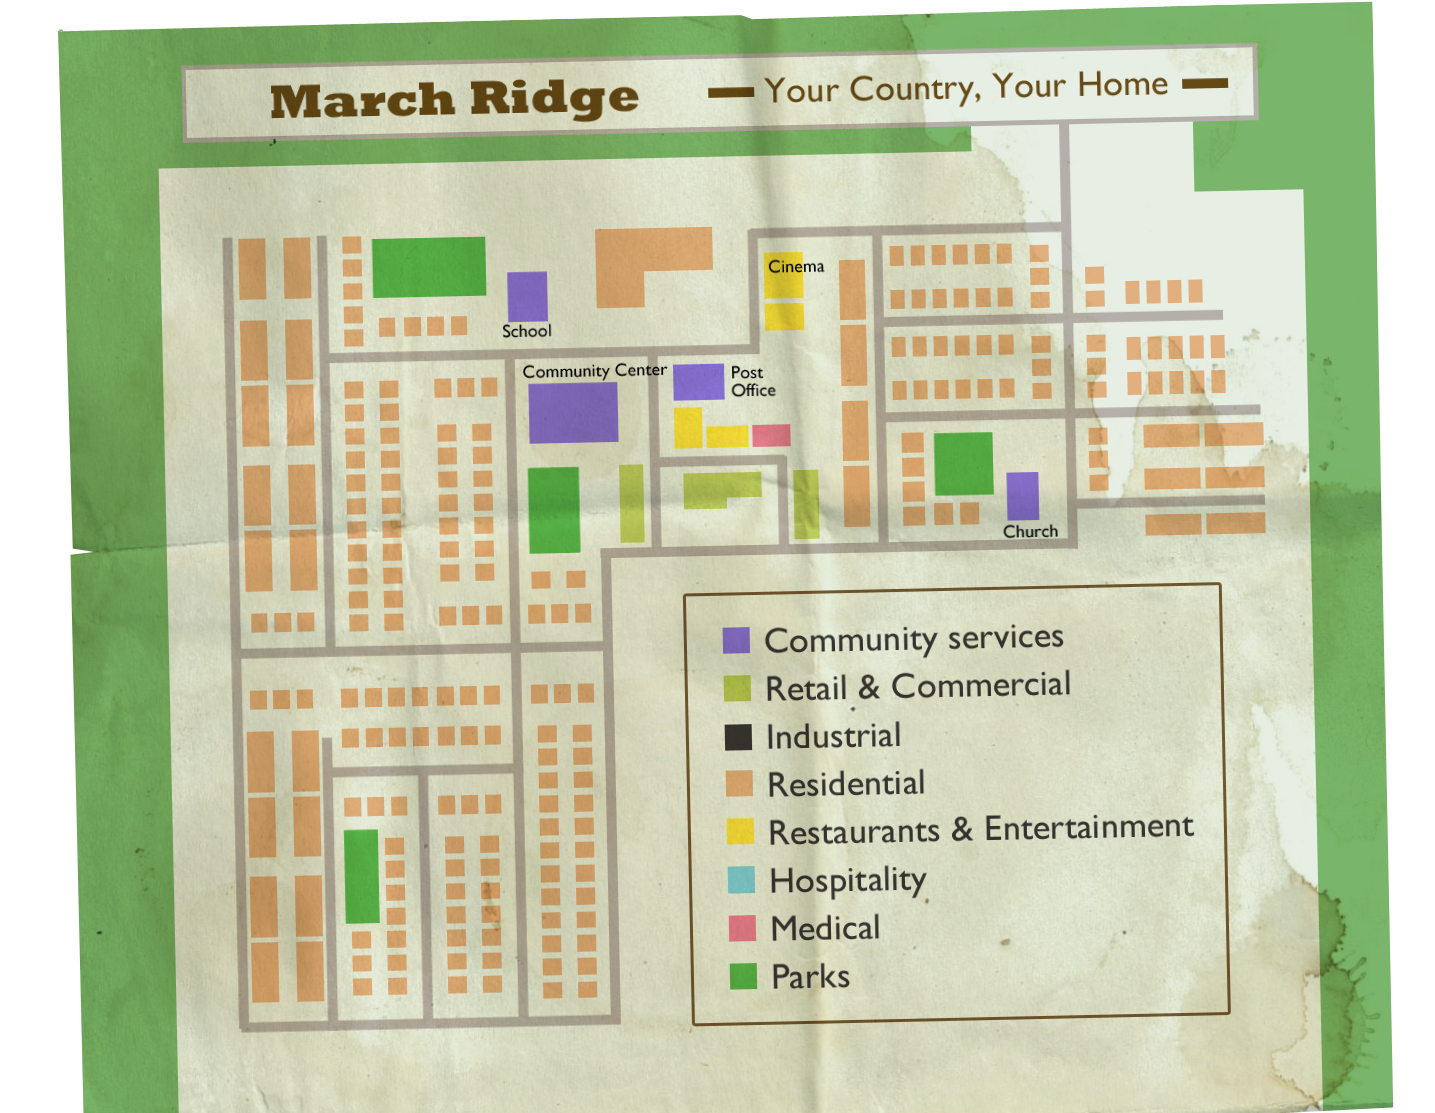 March Ridge
Your Country, Your Home
Cinema
School
Community Center
Post
Office
Church
Community services
Retail & Commercial
Industrial
Residential
Restaurants & Entertainment
Hospitality
Medical
Parks